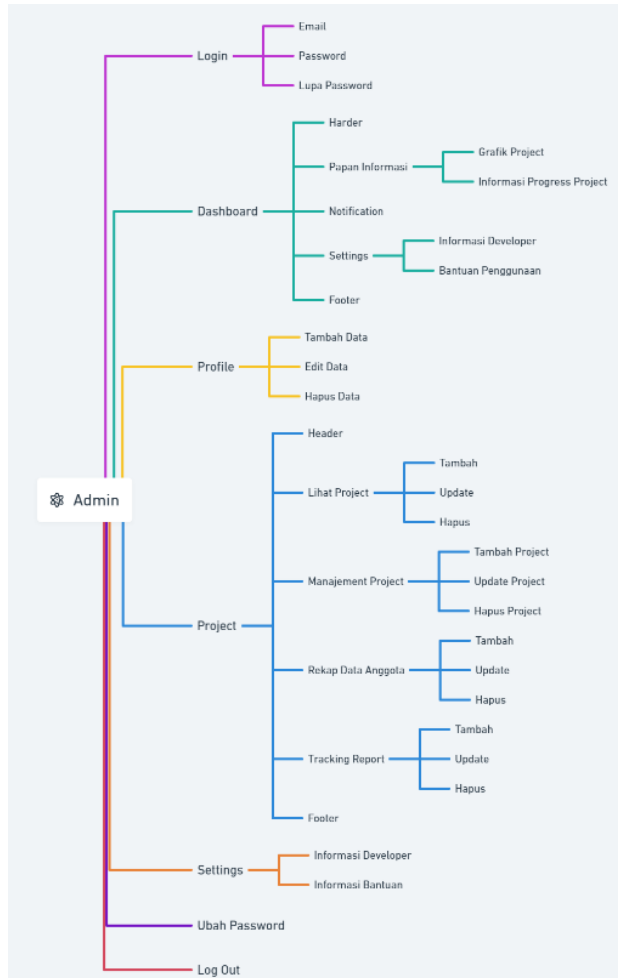 Admin
Login
Email
Password
Lupa Password
Dashboard
Harder
Papan Informasi
Grafik Project
Informasi Progress Project
Notification
Settings
Informasi Developer
Bantuan Penggunaan
Footer
Profile
Tambah Data
Edit Data
Hapus Data
Project
Header
Lihat Project
Tambah
Update
Hapus
Manajement Project
Tambah Project
Update Project
Hapus Project
Rekap Data Anggota
Tambah
Update
Hapus
Tracking Report
Tambah
Update
Hapus
Footer
Settings
Informasi Developer
Informasi Bantuan
Ubah Password
Log Out